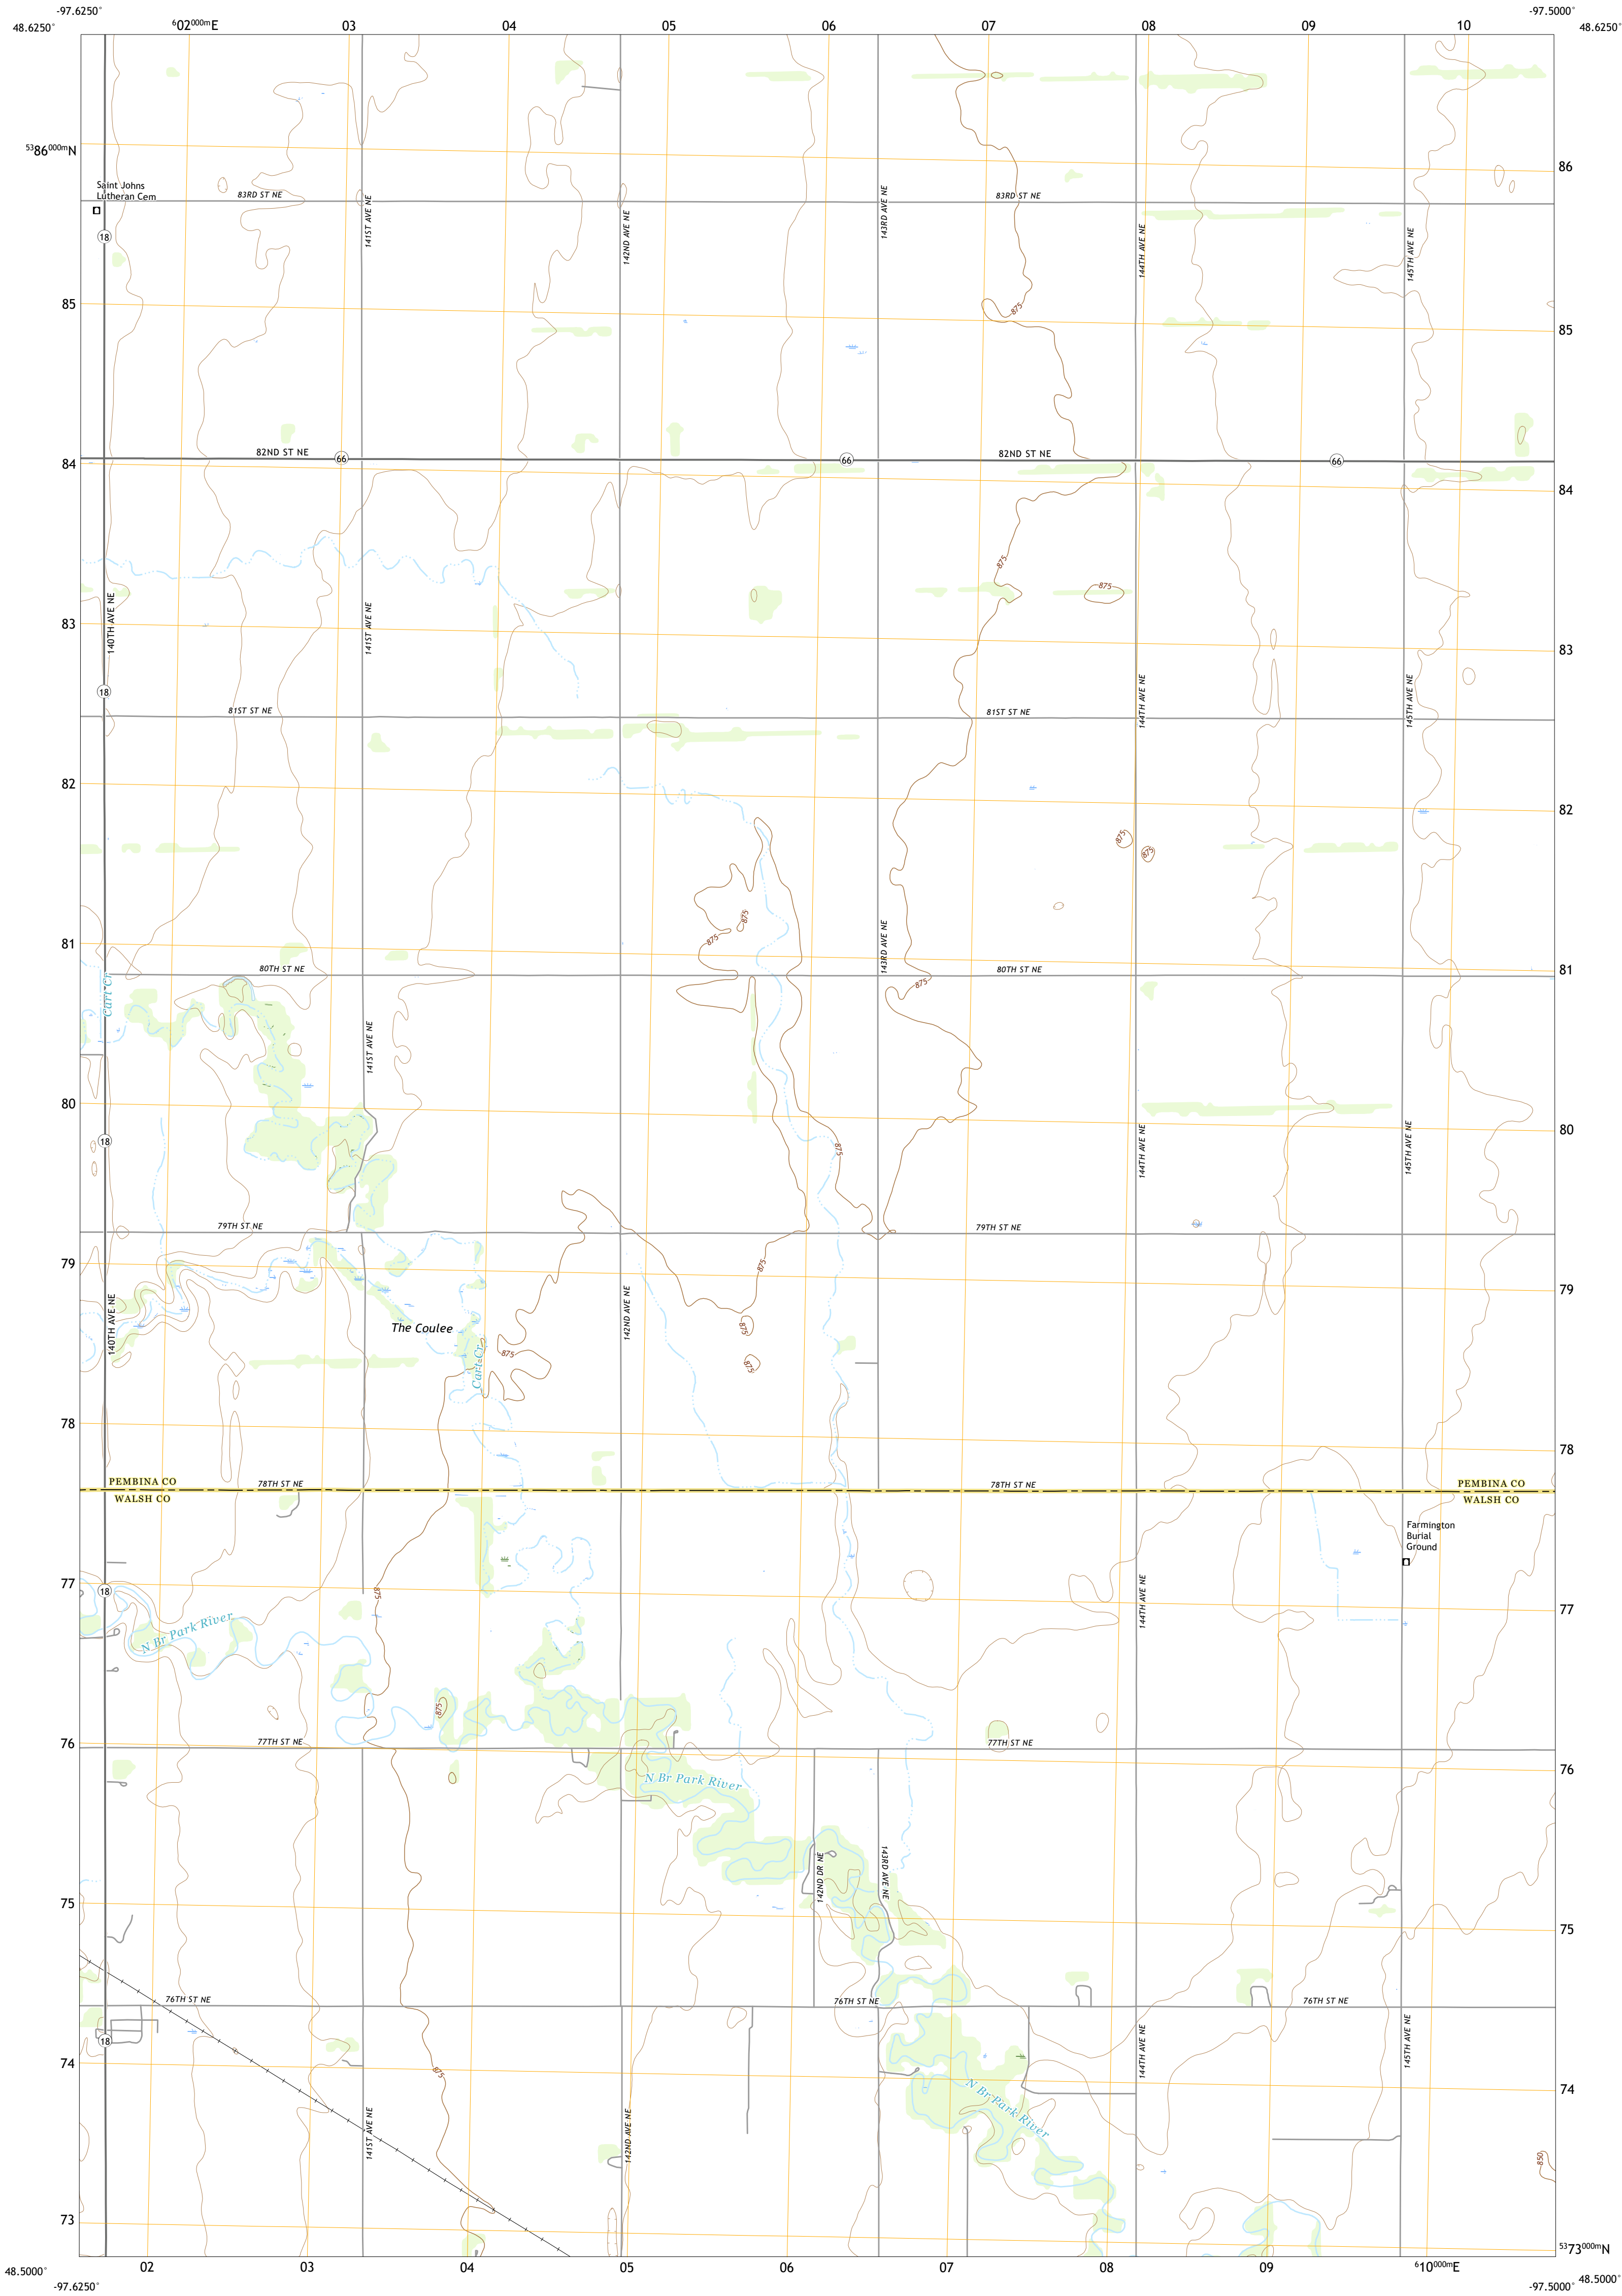 -97.6250°
-97.5000°
48.6250°
⁶02⁰⁰⁰ᵐE
03
04
05
06
07
08
09
10
48.6250°
⁵³86⁰⁰⁰ᵐN
86
Saint Johns
Lutheran Cem
83RD ST NE
83RD ST NE
141ST AVE NE
142ND AVE NE
143RD AVE NE
144TH AVE NE
145TH AVE NE
18
85
875
85
82ND ST NE
66
66
82ND ST NE
66
84
84
875
875
140TH AVE NE
141ST AVE NE
83
83
18
144TH AVE NE
145TH AVE NE
81ST ST NE
81ST ST NE
82
82
875
875
875
875
81
143RD AVE NE
81
80TH ST NE
80TH ST NE
Cart Cr
875
141ST AVE NE
80
80
18
875
144TH AVE NE
145TH AVE NE
79TH ST NE
79TH ST NE
79
875
79
140TH AVE NE
142ND AVE NE
The Coulee
875
875
875
Cart Cr
78
78
PEMBINA CO
78TH ST NE
78TH ST NE
PEMBINA CO
WALSH CO
WALSH CO
Farmington
Burial
Ground
77
18
875
144TH AVE NE
77
N Br Park River
875
76
77TH ST NE
77TH ST NE
76
N Br Park River
142ND DR NE
143RD AVE NE
75
75
76TH ST NE
76TH ST NE
76TH ST NE
18
144TH AVE NE
145TH AVE NE
74
875
74
N Br Park River
141ST AVE NE
142ND AVE NE
850
73
⁵³73⁰⁰⁰ᵐN
48.5000°
02
03
04
05
06
07
08
09
⁶10⁰⁰⁰ᵐE
48.5000°
-97.6250°
-97.5000°